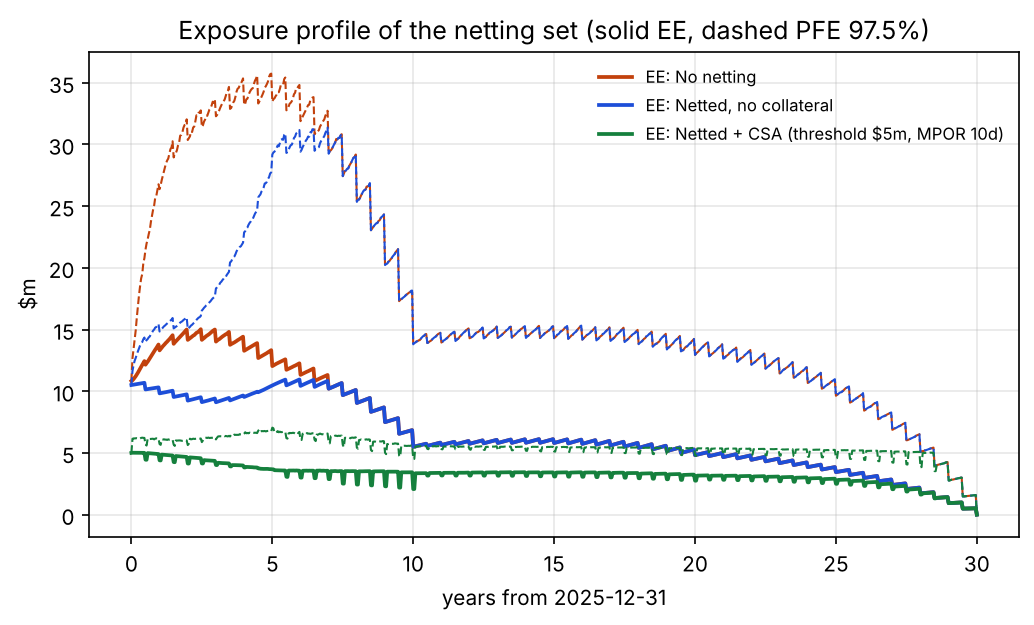 Exposure profile of the netting set (solid EE, dashed PFE 97.5%)
EE: No netting
EE: Netted, no collateral
EE: Netted + CSA (threshold $5m, MPOR 10d)
$m
35
30
25
20
15
10
5
0
0 5 10 15 20 25 30
years from 2025-12-31